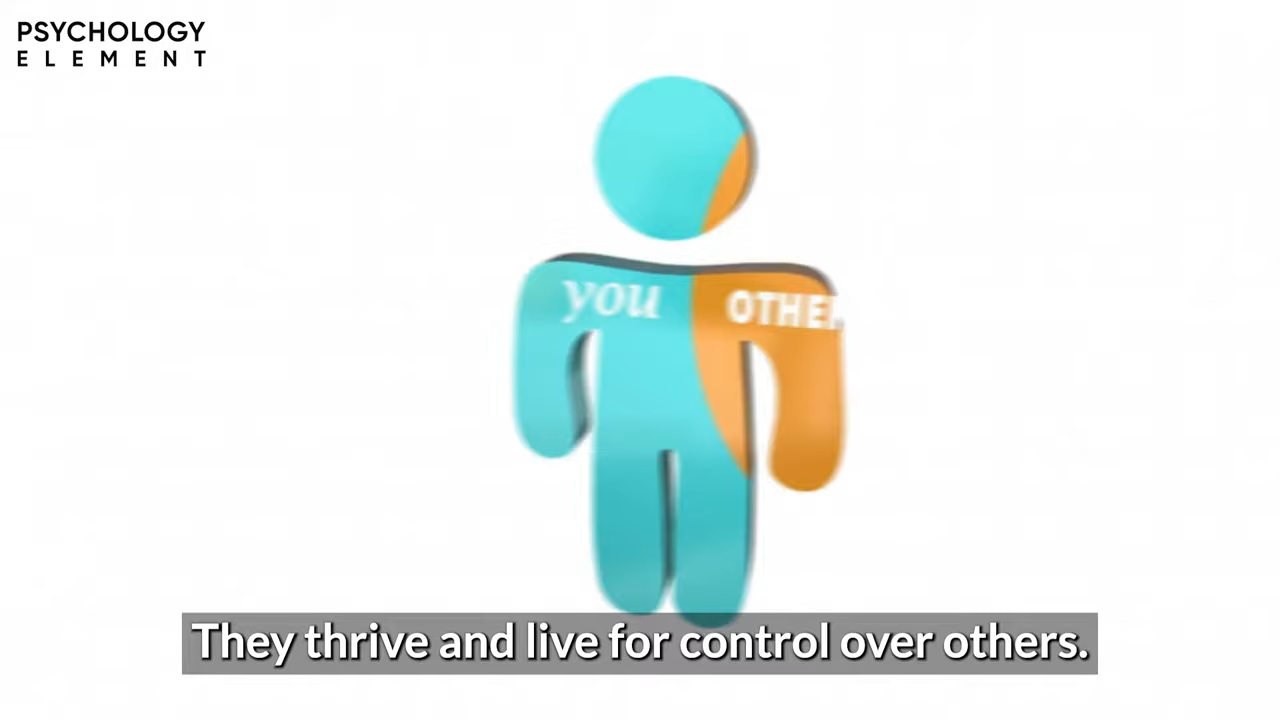 PSYCHOLOGY
ELEMENT
you
They thrive and live for control over others.